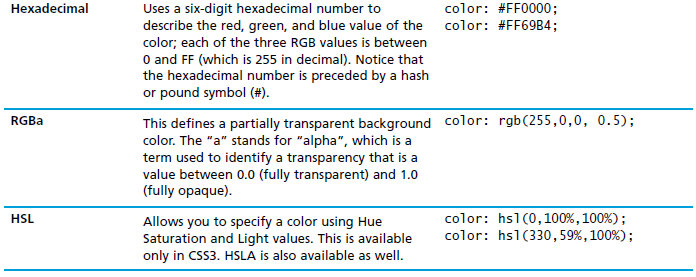 Hexadecimal
Uses a six-digit hexadecimal number to
describe the red, green, and blue value of the
color; each of the three RGB values is between
0 and FF (which is 255 in decimal). Notice that
the hexadecimal number is preceded by a hash
or pound symbol (#).
color: #FF0000;
color: #FF69B4;
RGBa
This defines a partially transparent background
color. The “a” stands for “alpha”, which is a
term used to identify a transparency that is a
value between 0.0 (fully transparent) and 1.0
(fully opaque).
color: rgb(255,0,0, 0.5);
HSL
Allows you to specify a color using Hue
Saturation and Light values. This is available
only in CSS3. HSLA is also available as well.
color: hsl(0,100%,100%);
color: hsl(330,59%,100%);